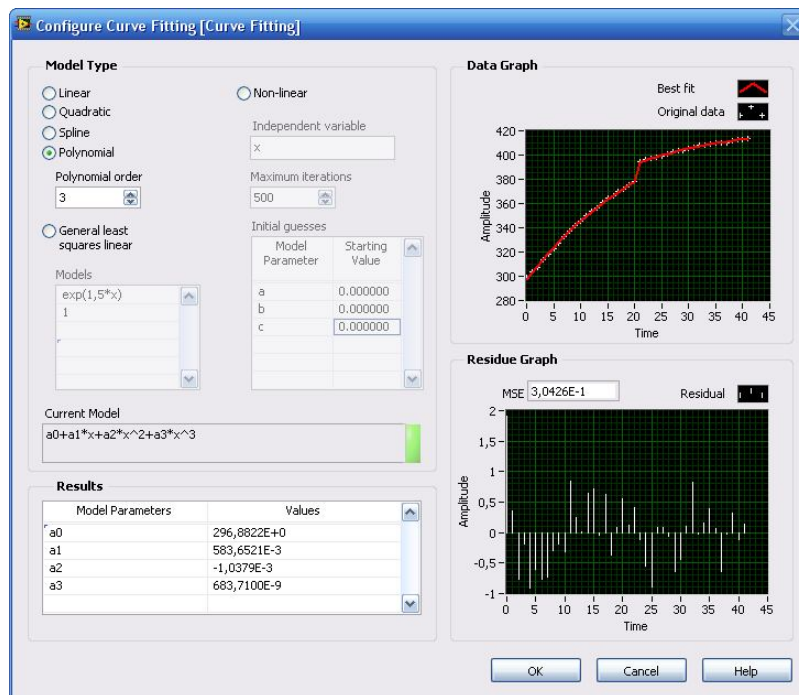 Configure Curve Fitting [Curve Fitting]
Model Type
Linear
Quadratic
Spline
Polynomial
Polynomial order
3
General least
squares linear
Models
exp(1,5*x)
1
Non-linear
Independent variable
x
Maximum iterations
500
Initial guesses
Model Parameter Starting Value
a 0.000000
b 0.000000
c 0.000000
Current Model
a0+a1*x+a2*x^2+a3*x^3
Results
Model Parameters Values
a0 296,8822E+0
a1 583,6521E-3
a2 -1,0379E-3
a3 683,7100E-9
Data Graph
Best fit
Original data
420
400
380
360
340
320
300
280
Amplitude
0 5 10 15 20 25 30 35 40 45
Time
Residue Graph
MSE 3,0426E-1 Residual
2
1,5
1
0,5
0
-0,5
-1
Amplitude
0 5 10 15 20 25 30 35 40 45
Time
OK Cancel Help